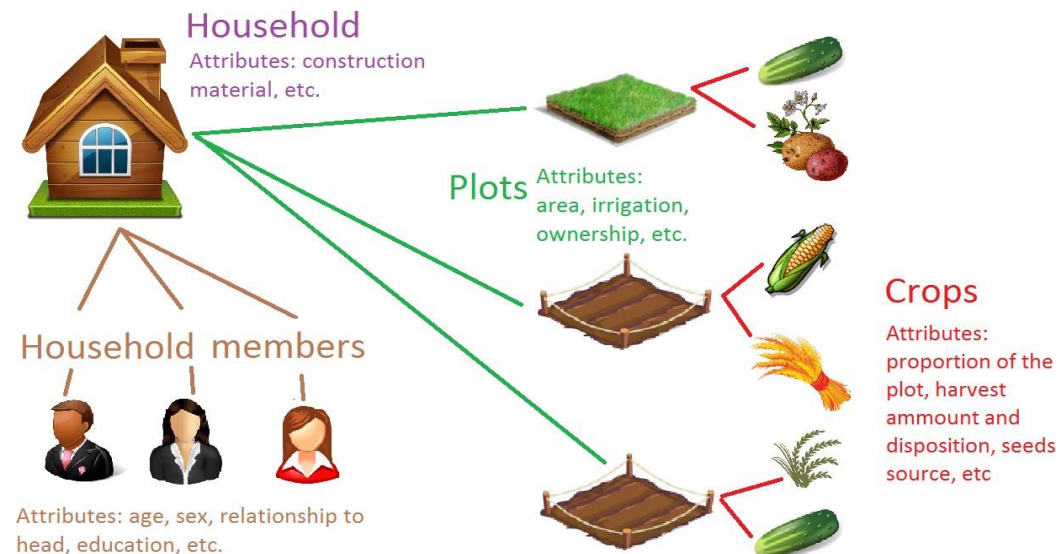 Household
Attributes: construction
material, etc.
Plots
Attributes:
area, irrigation,
ownership, etc.
Household members
Attributes: age, sex, relationship to
head, education, etc.
Crops
Attributes:
proportion of the
plot, harvest
ammount and
disposition, seeds
source, etc